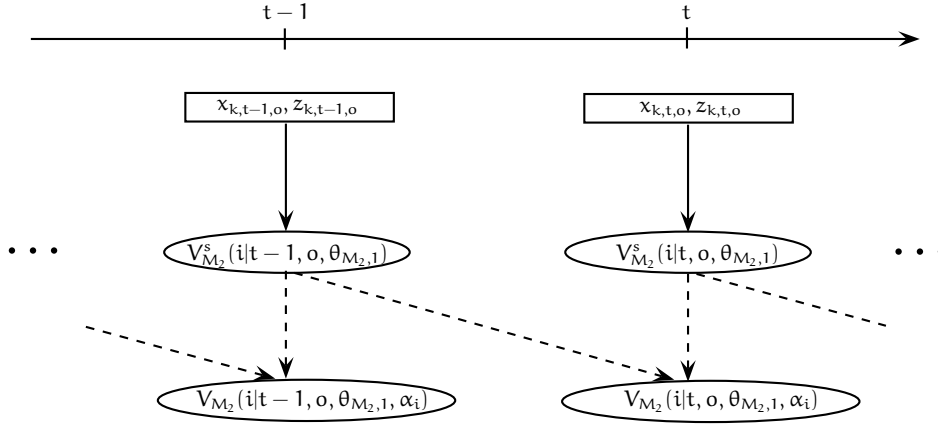 t − 1 t
x_{k,t−1,o}, z_{k,t−1,o} x_{k,t,o}, z_{k,t,o}
· · · V^s_{M_2}(i|t − 1, o, θ_{M_2,1}) V^s_{M_2}(i|t, o, θ_{M_2,1}) · · ·
V_{M_2}(i|t − 1, o, θ_{M_2,1}, α_i) V_{M_2}(i|t, o, θ_{M_2,1}, α_i)